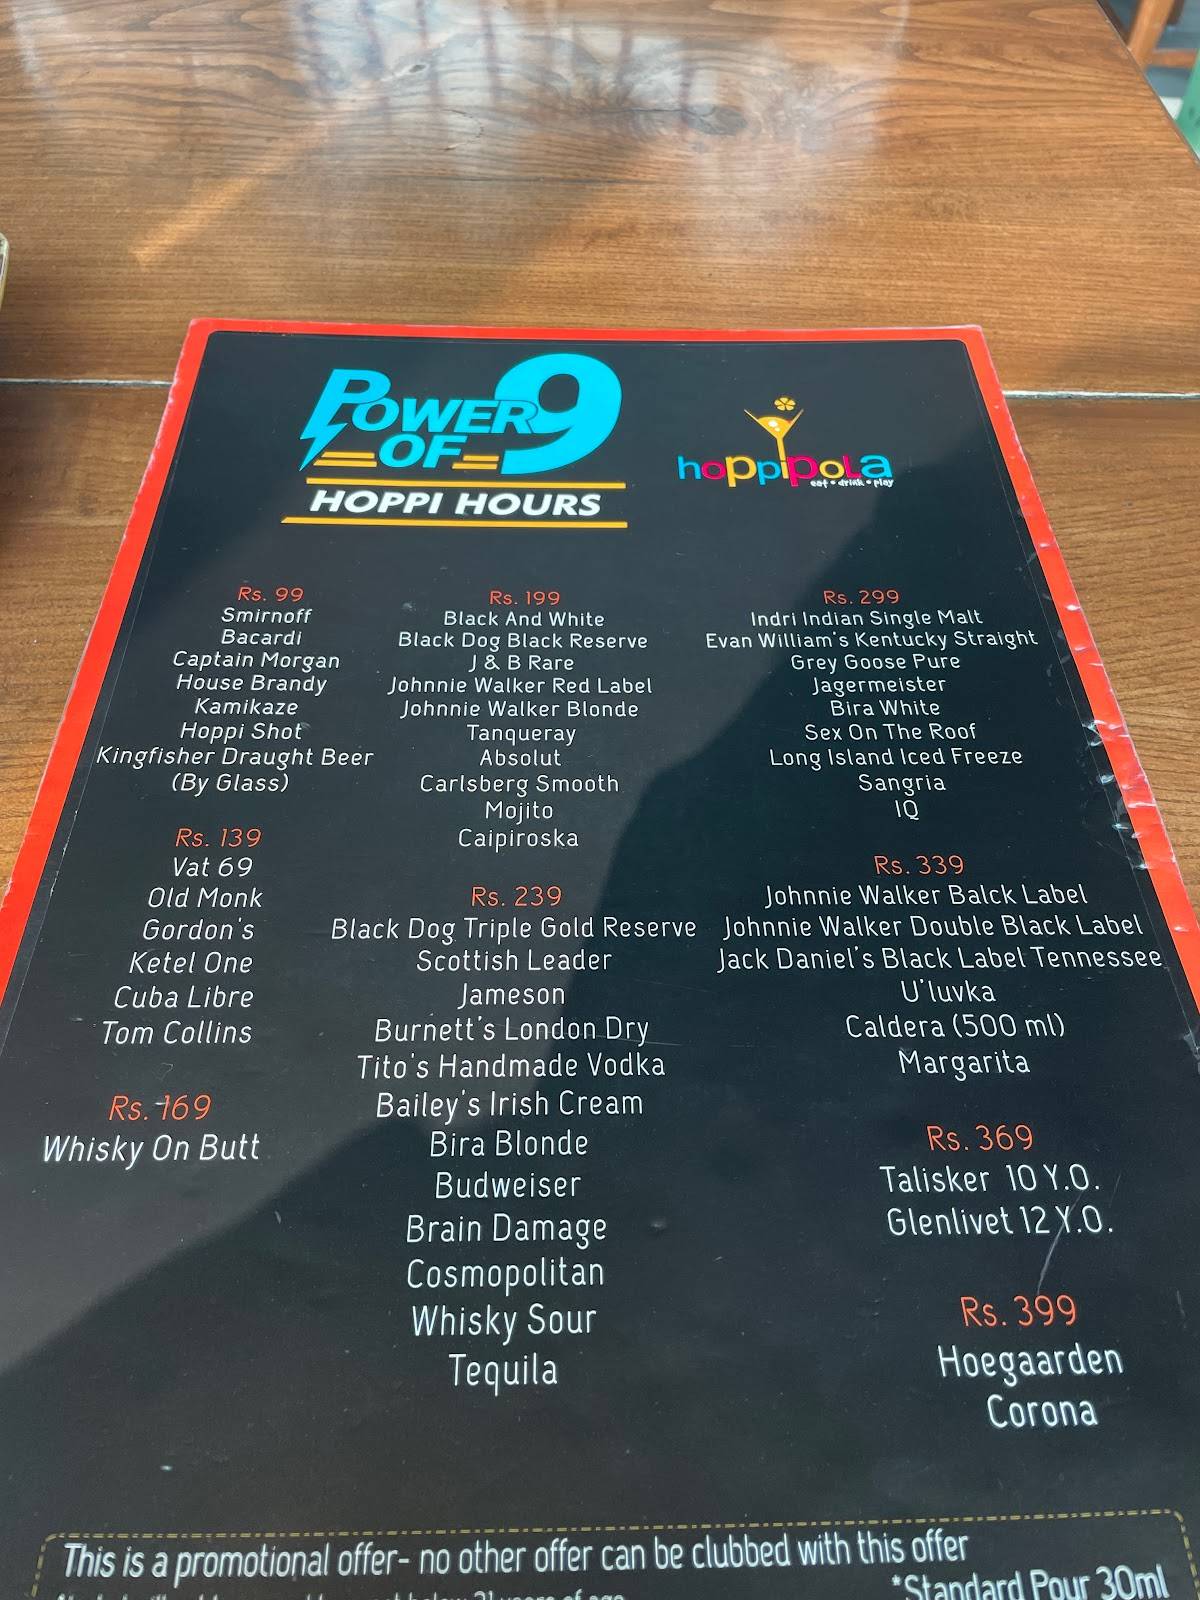 POWER OF 9
HOPPI HOURS
hoppipola
eat • drink • play
Rs. 99
Smirnoff
Bacardi
Captain Morgan
House Brandy
Kamikaze
Hoppi Shot
Kingfisher Draught Beer
(By Glass)
Rs. 139
Vat 69
Old Monk
Gordon's
Ketel One
Cuba Libre
Tom Collins
Rs. 169
Whisky On Butt
Rs. 199
Black And White
Black Dog Black Reserve
J & B Rare
Johnnie Walker Red Label
Johnnie Walker Blonde
Tanqueray
Absolut
Carlsberg Smooth
Mojito
Caipiroska
Rs. 239
Black Dog Triple Gold Reserve
Scottish Leader
Jameson
Burnett's London Dry
Tito's Handmade Vodka
Bailey's Irish Cream
Bira Blonde
Budweiser
Brain Damage
Cosmopolitan
Whisky Sour
Tequila
Rs. 299
Indri Indian Single Malt
Evan William's Kentucky Straight
Grey Goose Pure
Jagermeister
Bira White
Sex On The Roof
Long Island Iced Freeze
Sangria
IQ
Rs. 339
Johnnie Walker Balck Label
Johnnie Walker Double Black Label
Jack Daniel's Black Label Tennessee
U'luvka
Caldera (500 ml)
Margarita
Rs. 369
Talisker 10 Y.O.
Glenlivet 12 Y.O.
Rs. 399
Hoegaarden
Corona
This is a promotional offer- no other offer can be clubbed with this offer
*Standard Pour 30ml